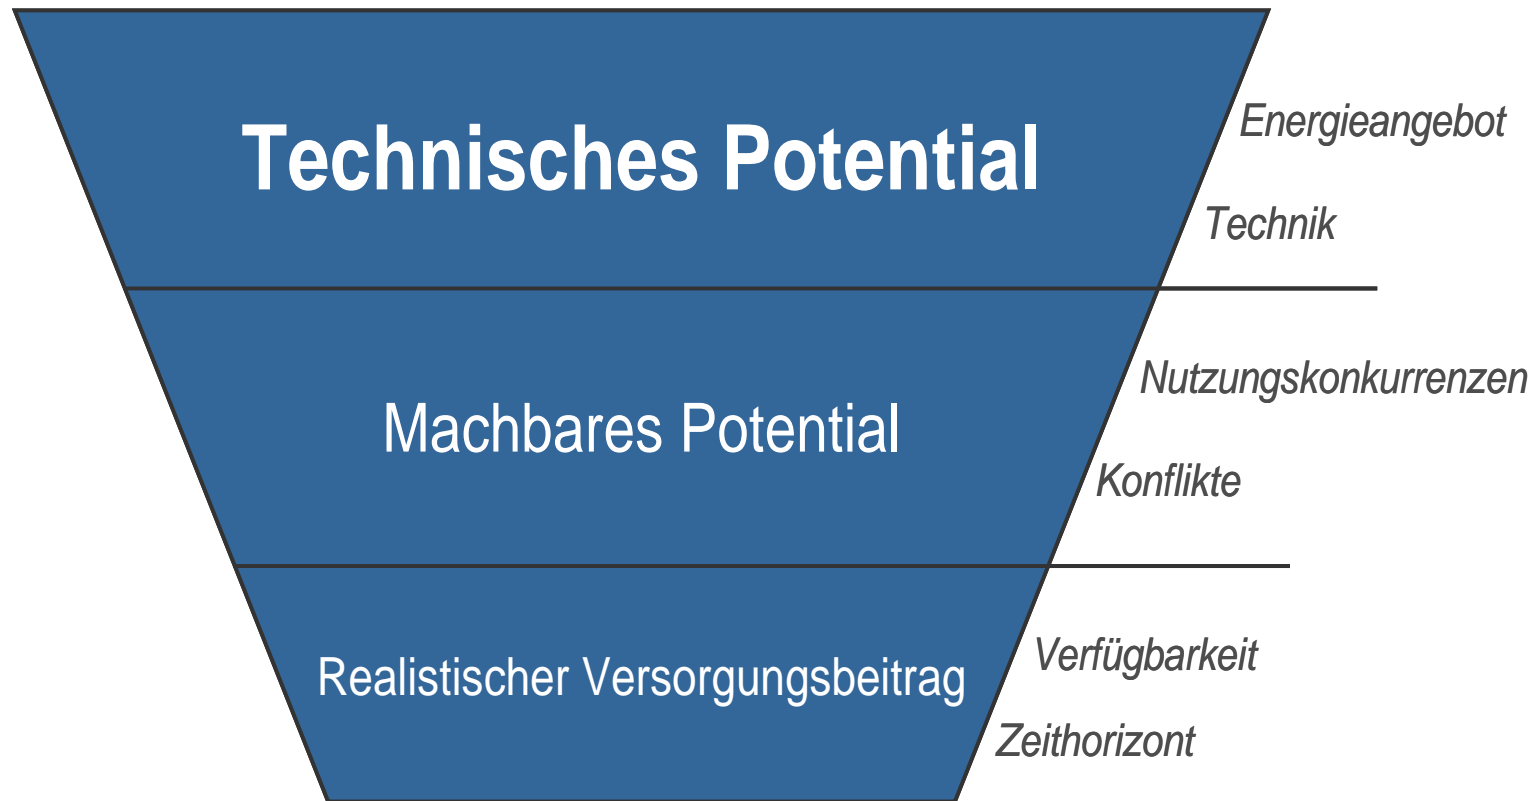 Technisches Potential
Energieangebot
Technik
Machbares Potential
Nutzungskonkurrenzen
Konflikte
Realistischer Versorgungsbeitrag
Verfügbarkeit
Zeithorizont